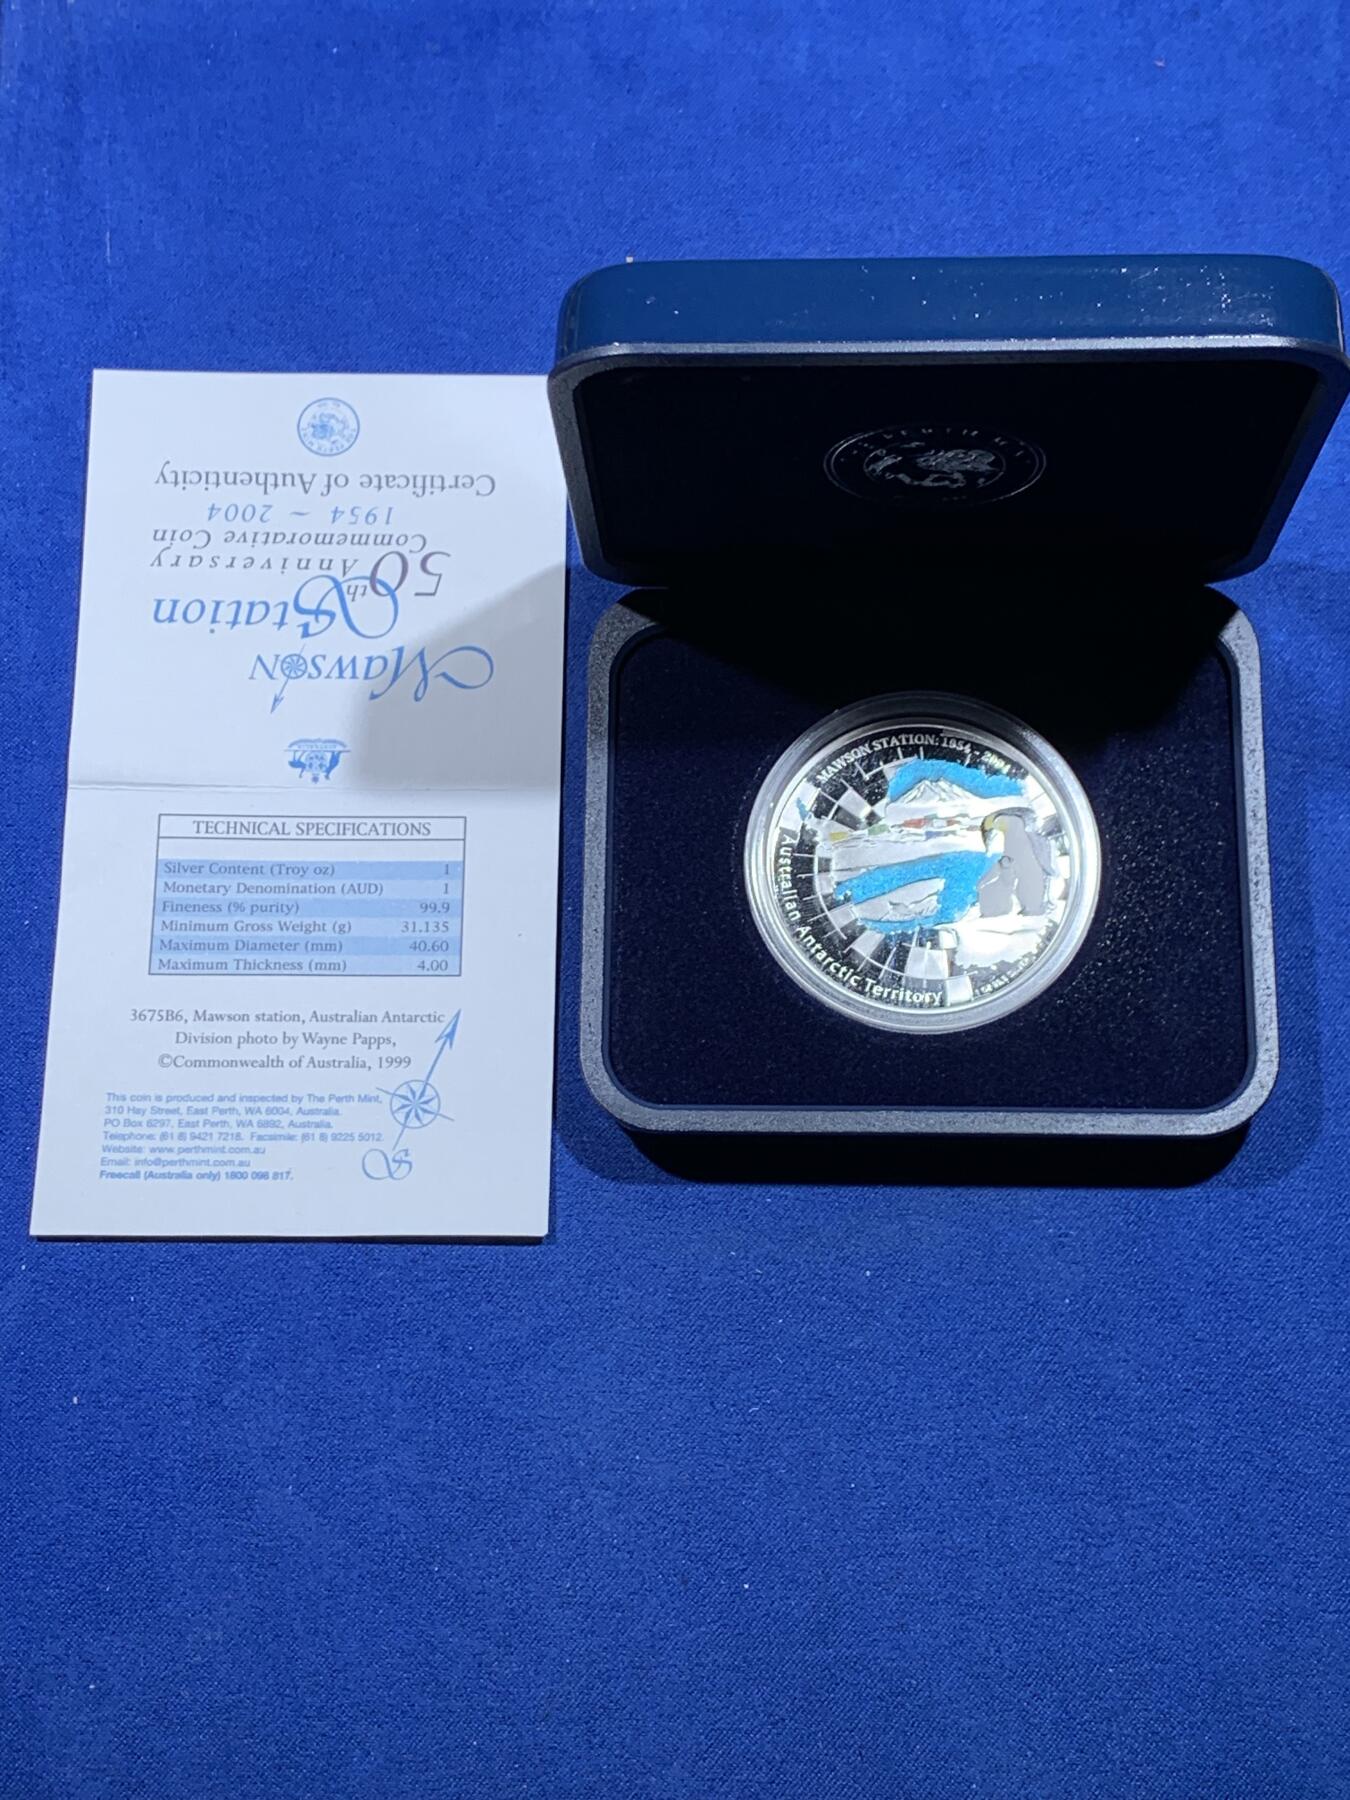 Certificate of Authenticity
1954 ~ 2004
Commemorative Coin
50th Anniversary
Mawson
Station
AUSTRALIA
TECHNICAL SPECIFICATIONS
Silver Content (Troy oz) 1
Monetary Denomination (AUD) 1
Fineness (% purity) 99.9
Minimum Gross Weight (g) 31.135
Maximum Diameter (mm) 40.60
Maximum Thickness (mm) 4.00
3675B6, Mawson station, Australian Antarctic
Division photo by Wayne Papps,
©Commonwealth of Australia, 1999
This coin is produced and inspected by The Perth Mint,
310 Hay Street, East Perth, WA 6004, Australia.
PO Box 6297, East Perth, WA 6892, Australia.
Telephone: (61 8) 9421 7218. Facsimile: (61 8) 9225 5012.
Website: www.perthmint.com.au
Email: info@perthmint.com.au
Freecall (Australia only) 1800 098 817.
S
MAWSON STATION: 1954 - 2004
Australian Antarctic Territory